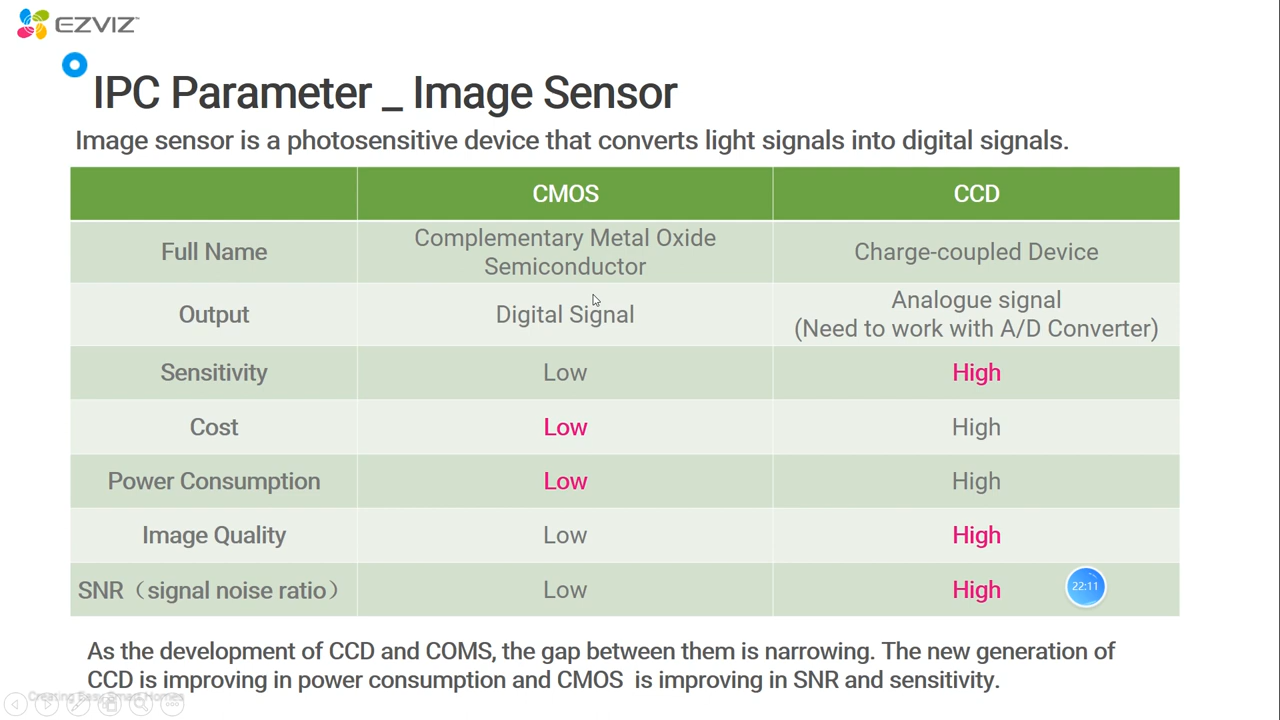 EZVIZ
IPC Parameter _ Image Sensor
Image sensor is a photosensitive device that converts light signals into digital signals.
CMOS CCD
Full Name Complementary Metal Oxide Semiconductor Charge-coupled Device
Output Digital Signal Analogue signal (Need to work with A/D Converter)
Sensitivity Low High
Cost Low High
Power Consumption Low High
Image Quality Low High
SNR（signal noise ratio） Low High
22:11
As the development of CCD and COMS, the gap between them is narrowing. The new generation of
CCD is improving in power consumption and CMOS is improving in SNR and sensitivity.
Creating Easy Smart Homes